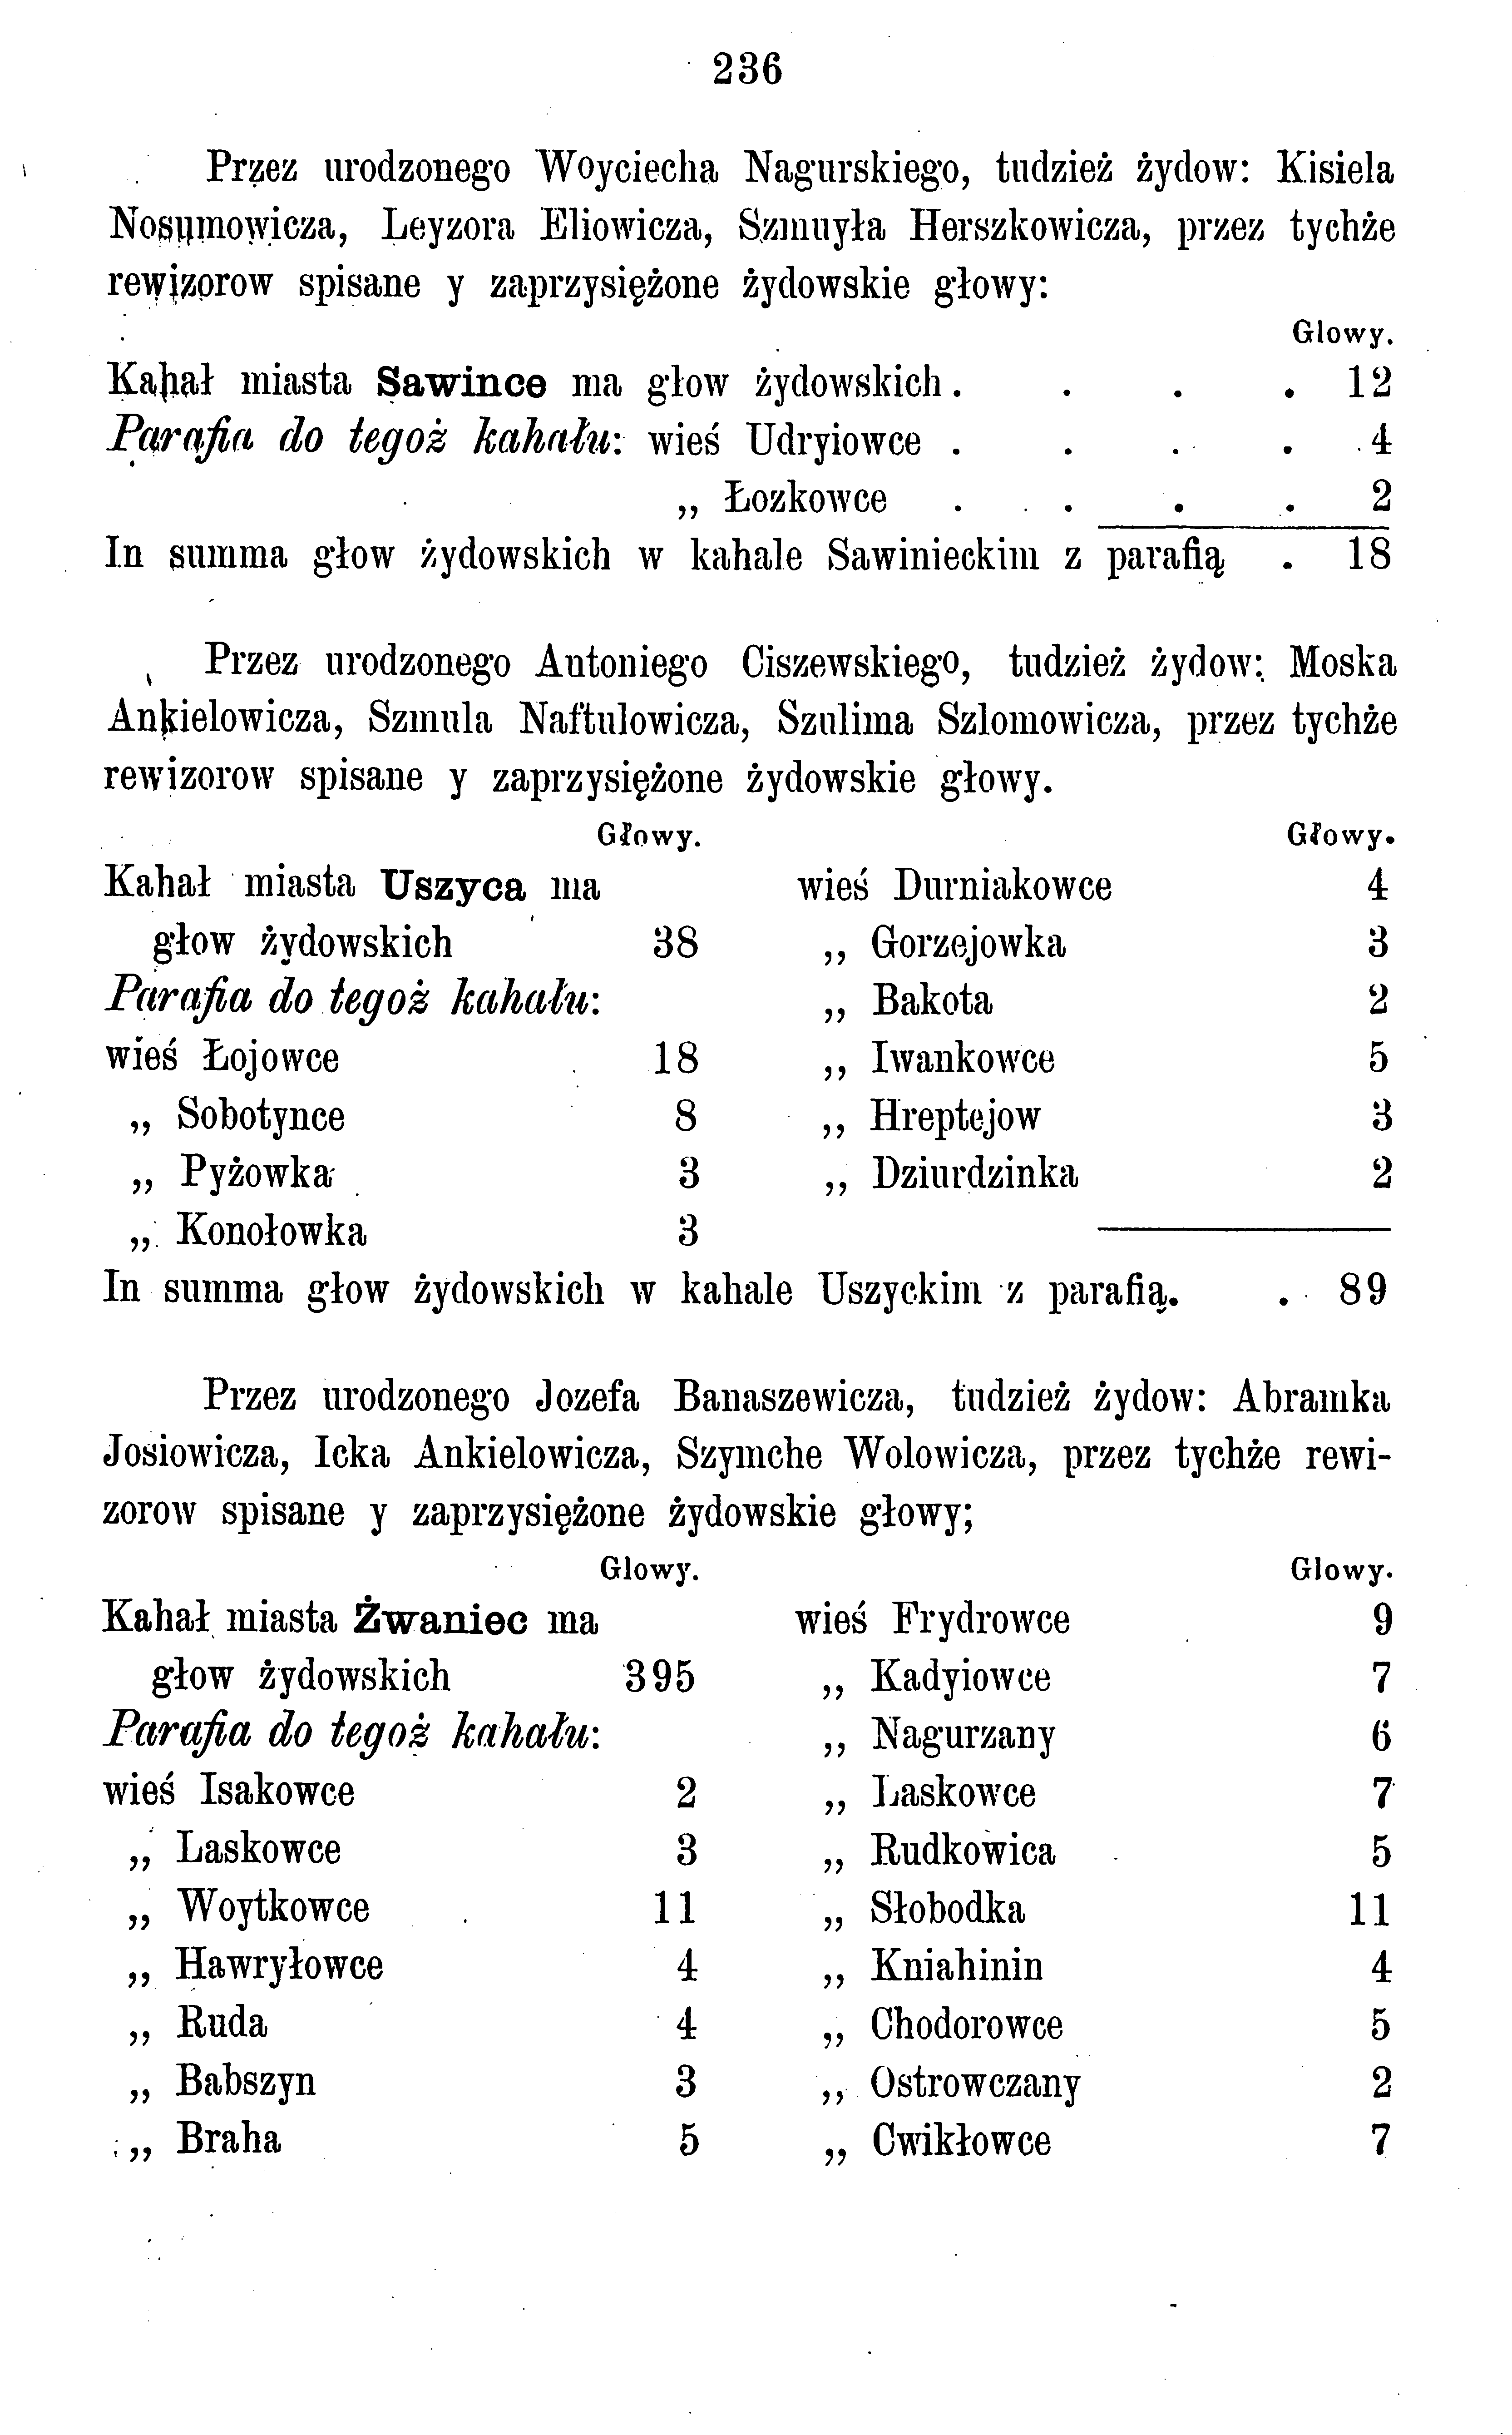 236
Przez urodzonego Woyciecha Nagurskiego, tudzież żydow: Kisiela
Nosumowicza, Leyzora Eliowicza, Szmuyła Herszkowicza, przez tychże
rewizorow spisane y zaprzysiężone żydowskie głowy:
Glowy.
Kahał miasta Sawince ma głow żydowskich . . . . 12
Parafia do tegoż kahału: wieś Udryiowce . . . . 4
„ Łozkowce . . . . 2
In summa głow żydowskich w kahale Sawinieckim z parafią . 18
Przez urodzonego Antoniego Ciszewskiego, tudzież żydow: Moska
Ankielowicza, Szmula Naftulowicza, Szulima Szlomowicza, przez tychże
rewizorow spisane y zaprzysiężone żydowskie głowy.
Głowy.
Kahał miasta Uszyca ma
głow żydowskich 38
Parafia do tegoż kahału:
wieś Łojowce 18
„ Sobotynce 8
„ Pyżowka 3
„ Konołowka 3
Głowy.
wieś Durniakowce 4
„ Gorzejowka 3
„ Bakota 2
„ Iwankowce 5
„ Hreptejow 3
„ Dziurdzinka 2
In summa głow żydowskich w kahale Uszyckim z parafią. . 89
Przez urodzonego Jozefa Banaszewicza, tudzież żydow: Abramka
Josiowicza, Icka Ankielowicza, Szymche Wolowicza, przez tychże rewi-
zorow spisane y zaprzysiężone żydowskie głowy;
Glowy.
Kahał miasta Żwaniec ma
głow żydowskich 395
Parafia do tegoż kahału:
wieś Isakowce 2
„ Laskowce 3
„ Woytkowce 11
„ Hawryłowce 4
„ Ruda 4
„ Babszyn 3
„ Braha 5
Glowy.
wieś Frydrowce 9
„ Kadyiowce 7
„ Nagurzany 6
„ Laskowce 7
„ Rudkowica 5
„ Słobodka 11
„ Kniahinin 4
„ Chodorowce 5
„ Ostrowczany 2
„ Cwikłowce 7